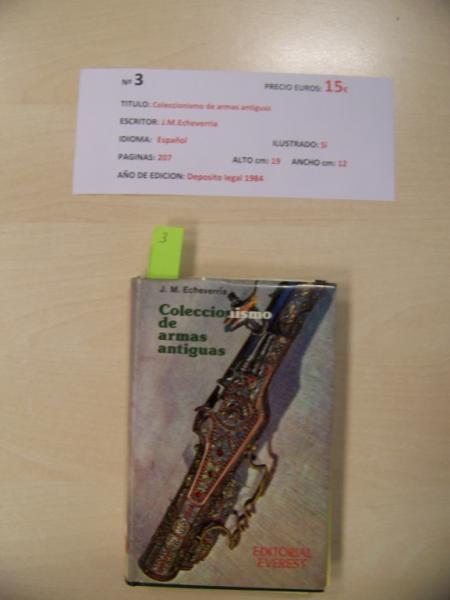 Nº 3
PRECIO EUROS: 15€
TITULO: Coleccionismo de armas antiguas
ESCRITOR: J.M.Echeverria
IDIOMA: Español
ILUSTRADO: Si
PAGINAS: 207
ALTO cm: 19
ANCHO cm: 12
AÑO DE EDICION: Deposito legal 1984
3
J. M. Echeverría
Coleccionismo
de
armas
antiguas
EDITORIAL
EVEREST